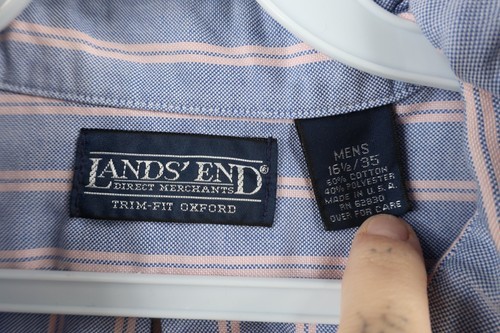 LANDS' END®
DIRECT MERCHANTS
TRIM-FIT OXFORD
MENS
16½/35
60% COTTON
40% POLYESTER
MADE IN U.S.A.
RN 62830
OVER FOR CARE